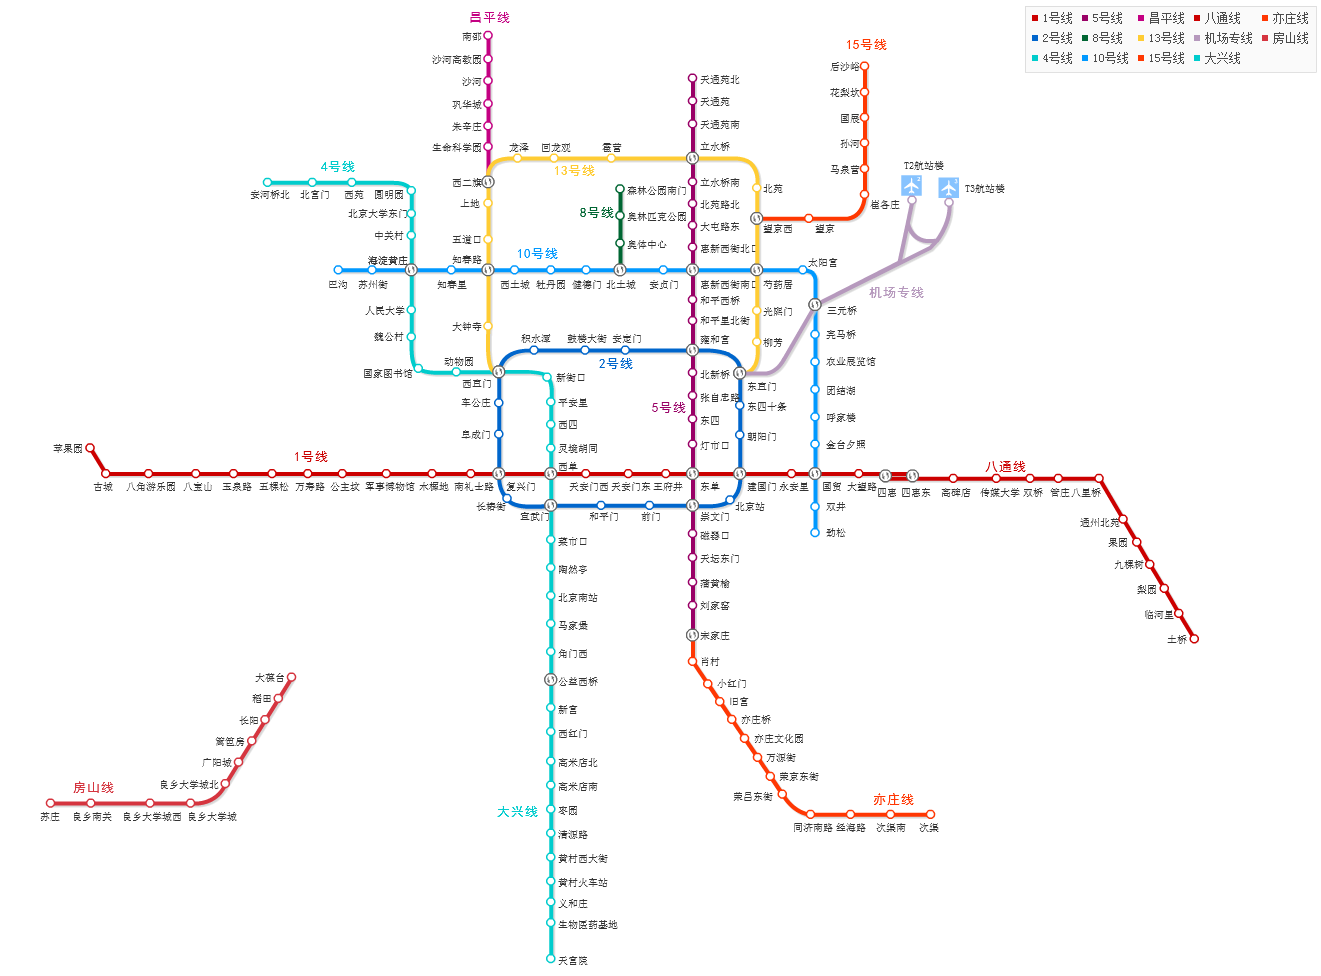 昌平线
1号线
5号线
昌平线
八通线
亦庄线
2号线
8号线
13号线
机场专线
房山线
4号线
10号线
15号线
大兴线
南邵
沙河高教园
沙河
巩华城
朱辛庄
生命科学园
西二旗
15号线
后沙峪
花梨坎
国展
孙河
马泉营
崔各庄
望京
望京西
天通苑北
天通苑
天通苑南
立水桥
立水桥南
北苑路北
大屯路东
惠新西街北口
惠新西街南口
和平西桥
和平里北街
雍和宫
北新桥
张自忠路
东四
灯市口
东单
崇文门
磁器口
天坛东门
蒲黄榆
刘家窑
宋家庄
5号线
龙泽
回龙观
霍营
13号线
北苑
上地
五道口
知春路
大钟寺
芍药居
光熙门
柳芳
东直门
T2航站楼
T3航站楼
机场专线
三元桥
8号线
森林公园南门
奥林匹克公园
奥体中心
北土城
4号线
安河桥北
北宫门
西苑
圆明园
北京大学东门
中关村
海淀黄庄
人民大学
魏公村
国家图书馆
动物园
西直门
新街口
平安里
西四
灵境胡同
西单
宣武门
菜市口
陶然亭
北京南站
马家堡
角门西
公益西桥
10号线
巴沟
苏州街
知春里
西土城
牡丹园
健德门
安贞门
太阳宫
亮马桥
农业展览馆
团结湖
呼家楼
金台夕照
国贸
双井
劲松
2号线
积水潭
鼓楼大街
安定门
车公庄
阜成门
复兴门
长椿街
和平门
前门
北京站
建国门
朝阳门
东四十条
1号线
苹果园
古城
八角游乐园
八宝山
玉泉路
五棵松
万寿路
公主坟
军事博物馆
木樨地
南礼士路
天安门西
天安门东
王府井
永安里
大望路
四惠
四惠东
八通线
高碑店
传媒大学
双桥
管庄
八里桥
通州北苑
果园
九棵树
梨园
临河里
土桥
新宫
西红门
高米店北
高米店南
枣园
清源路
黄村西大街
黄村火车站
义和庄
生物医药基地
天宫院
大兴线
肖村
小红门
旧宫
亦庄桥
亦庄文化园
万源街
荣京东街
荣昌东街
亦庄线
同济南路
经海路
次渠南
次渠
大葆台
稻田
长阳
篱笆房
广阳城
良乡大学城北
房山线
苏庄
良乡南关
良乡大学城西
良乡大学城